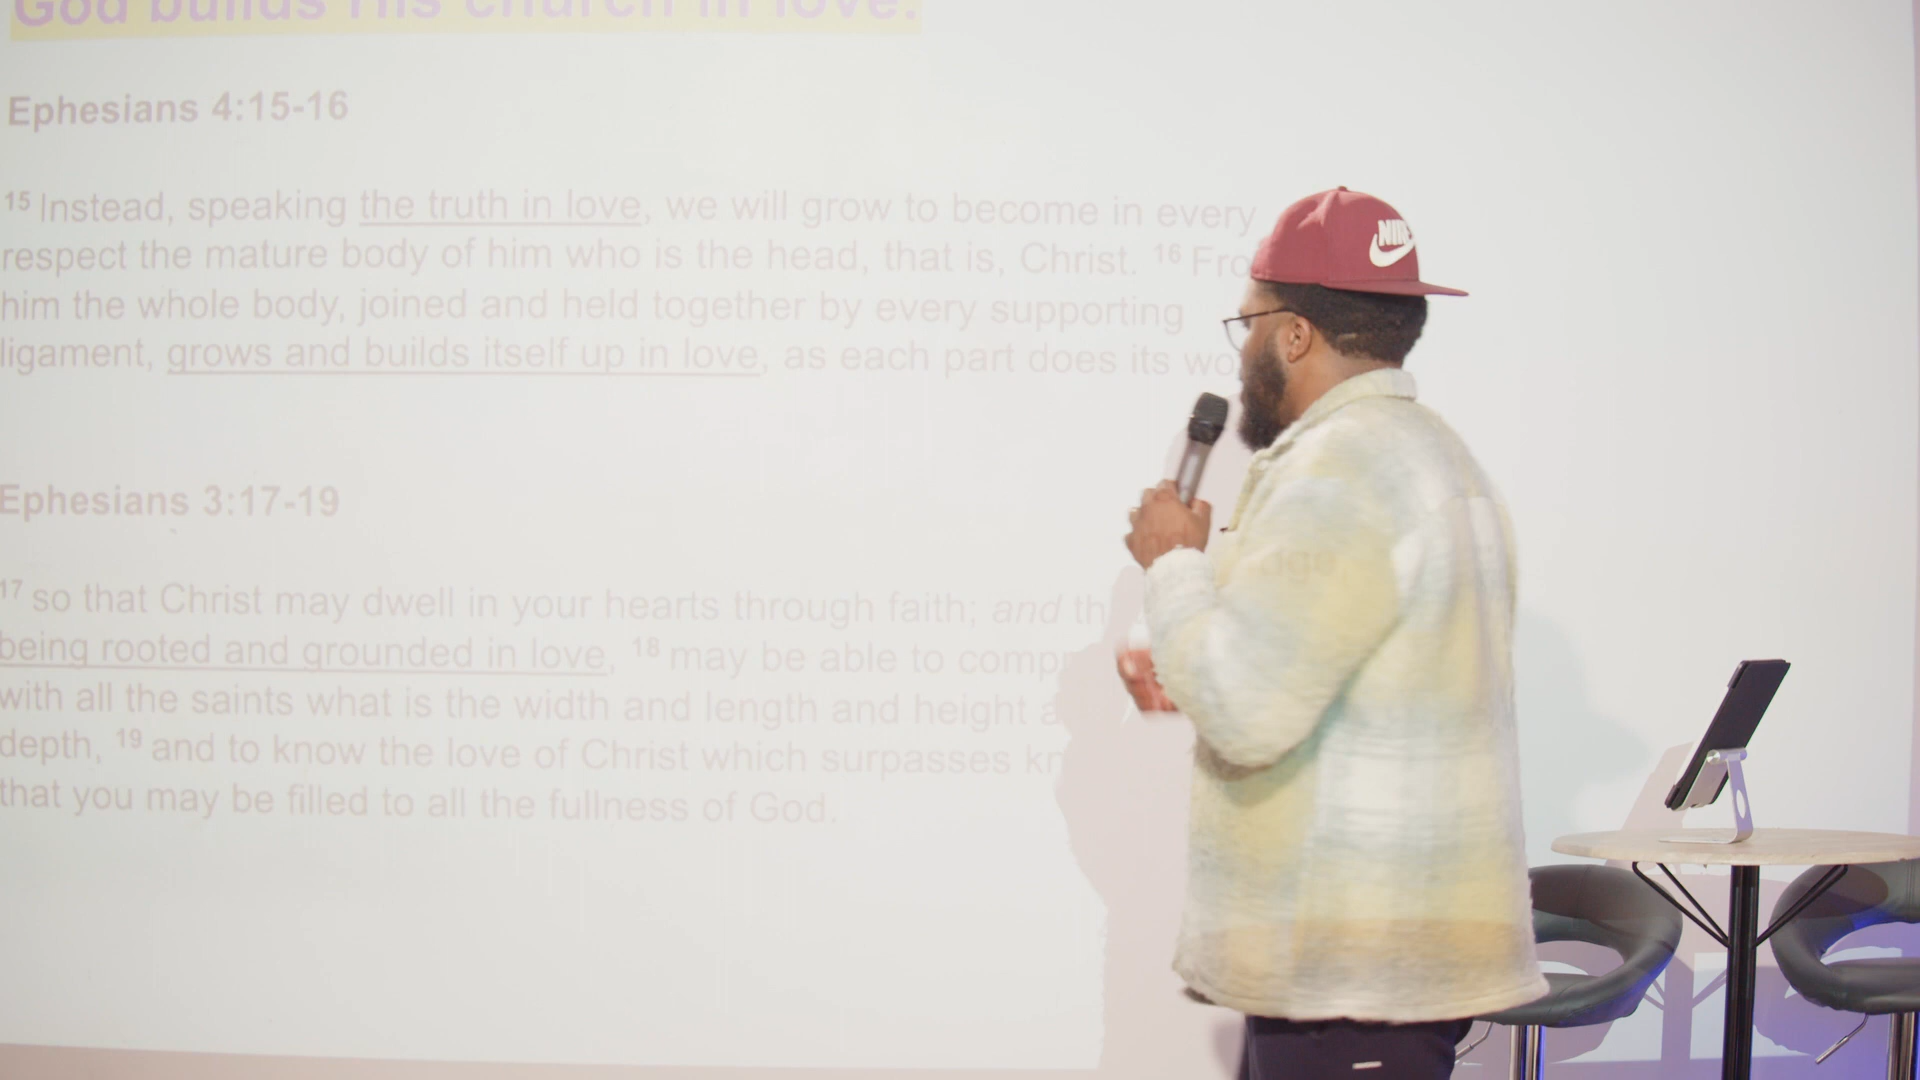 God builds His church in love.
Ephesians 4:15-16
15 Instead, speaking the truth in love, we will grow to become in every
respect the mature body of him who is the head, that is, Christ. 16 Fro
him the whole body, joined and held together by every supporting
ligament, grows and builds itself up in love, as each part does its wo
NIKE
Ephesians 3:17-19
17 so that Christ may dwell in your hearts through faith; and th
being rooted and grounded in love, 18 may be able to comp
with all the saints what is the width and length and height a
depth, 19 and to know the love of Christ which surpasses kn
that you may be filled to all the fullness of God.